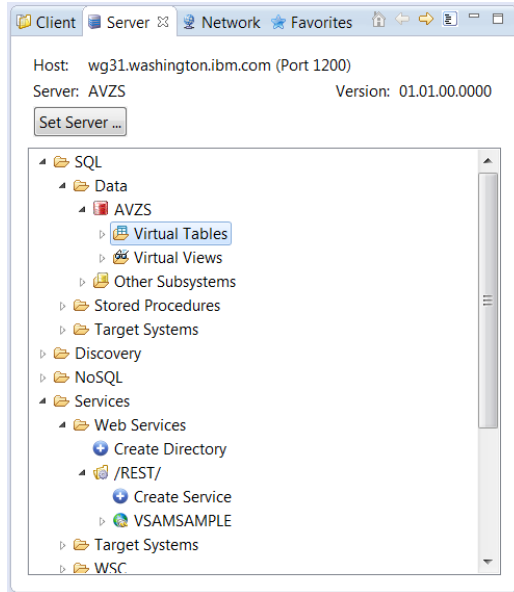 Client Server Network Favorites
Host: wg31.washington.ibm.com (Port 1200)
Server: AVZS Version: 01.01.00.0000
Set Server ...
SQL
Data
AVZS
Virtual Tables
Virtual Views
Other Subsystems
Stored Procedures
Target Systems
Discovery
NoSQL
Services
Web Services
Create Directory
/REST/
Create Service
VSAMSAMPLE
Target Systems
WSC